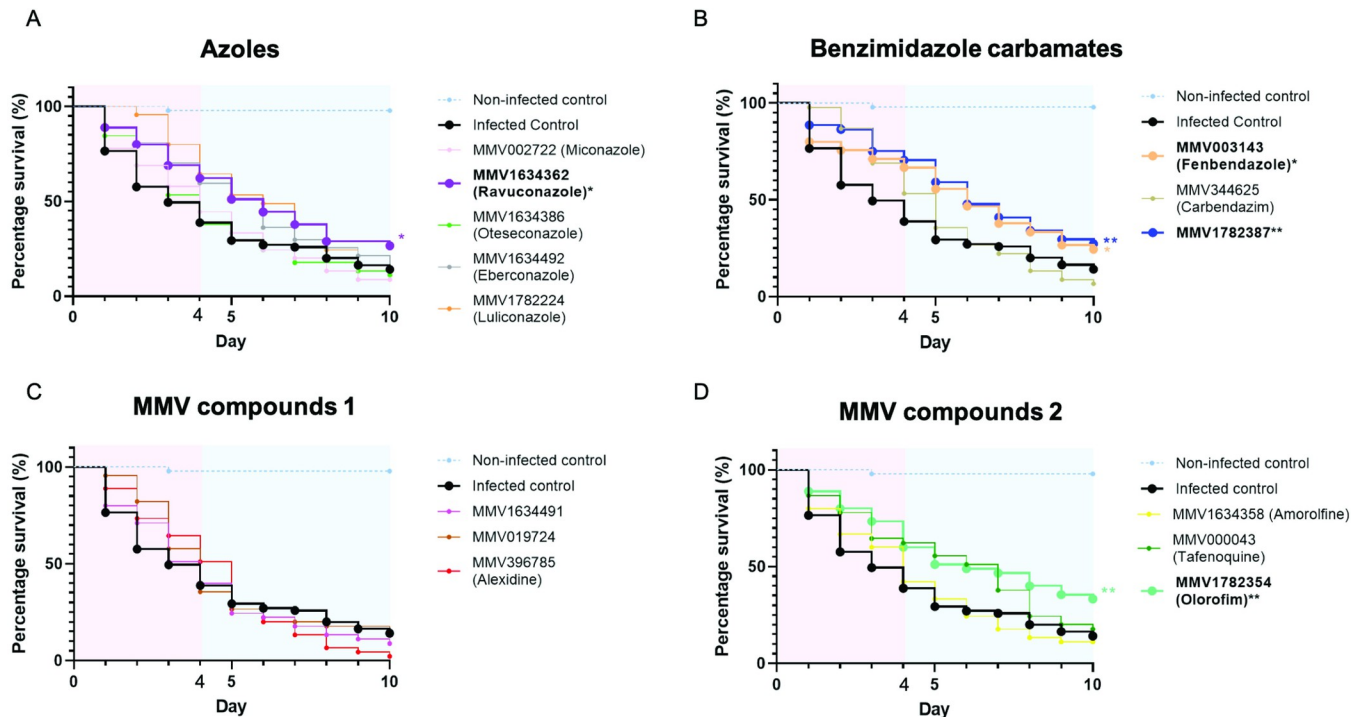 A
Azoles
Percentage survival (%)
100
50
0
0
4
5
10
Day
*
Non-infected control
Infected Control
MMV002722 (Miconazole)
MMV1634362
(Ravuconazole)*
MMV1634386
(Oteseconazole)
MMV1634492
(Eberconazole)
MMV1782224
(Luliconazole)
B
Benzimidazole carbamates
Percentage survival (%)
100
50
0
0
4
5
10
Day
**
*
Non-infected control
Infected Control
MMV003143
(Fenbendazole)*
MMV344625
(Carbendazim)
MMV1782387**
C
MMV compounds 1
Percentage survival (%)
100
50
0
0
4
5
10
Day
Non-infected control
Infected control
MMV1634491
MMV019724
MMV396785
(Alexidine)
D
MMV compounds 2
Percentage survival (%)
100
50
0
0
4
5
10
Day
**
Non-infected control
Infected control
MMV1634358 (Amorolfine)
MMV000043
(Tafenoquine)
MMV1782354
(Olorofim)**